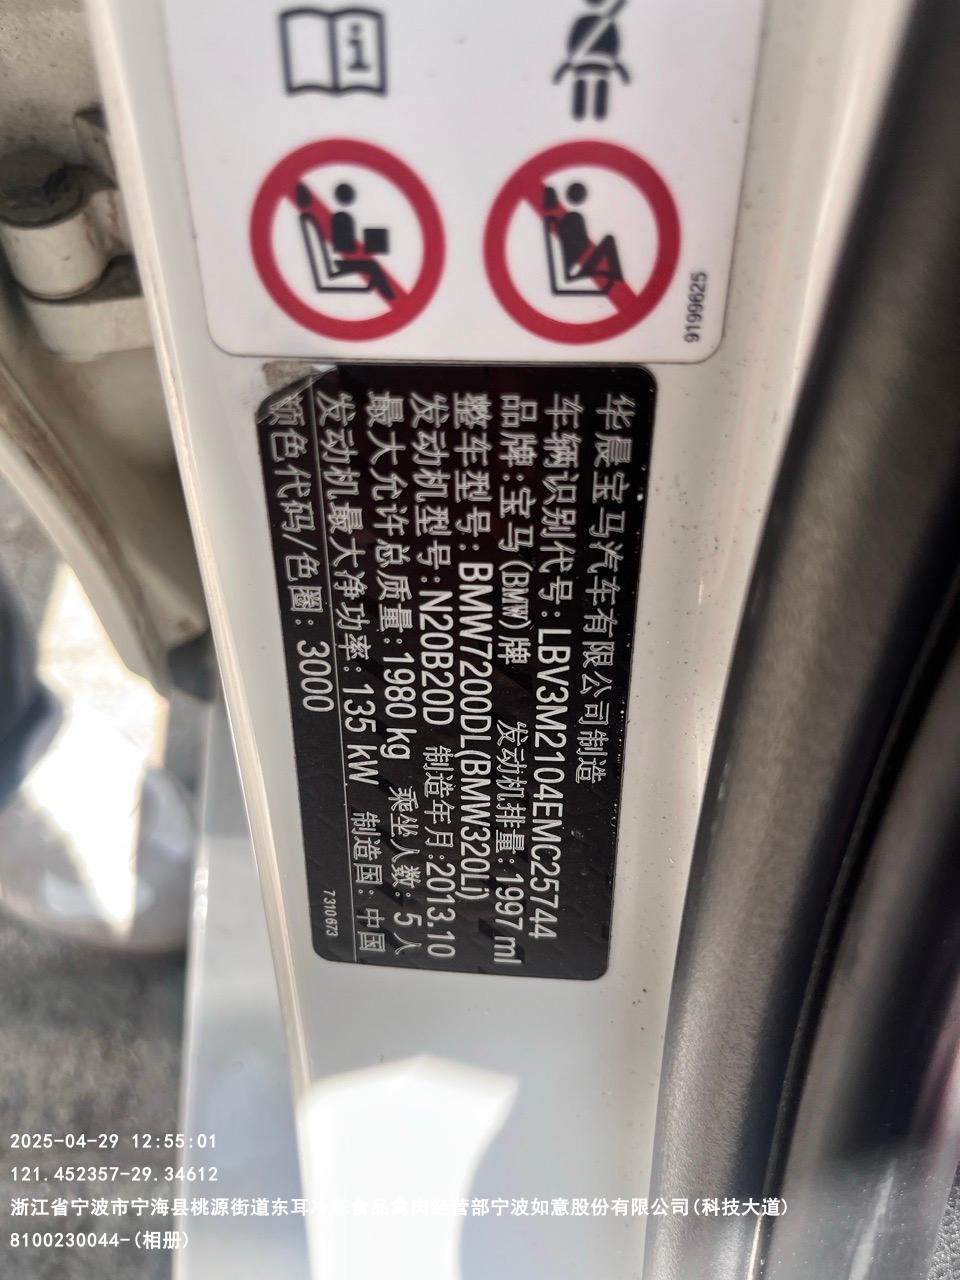 9199625
华晨宝马汽车有限公司制造
车辆识别代号:LBV3M2104EMC25744
品牌:宝马(BMW)牌 发动机排量:1997 ml
整车型号:BMW7200DL(BMW320Li)
发动机型号:N20B20D 制造年月:2013.10
最大允许总质量:1980 kg 乘坐人数:5人
发动机最大净功率:135 kW 制造国:中国
颜色代码/色圈:3000
7310673
2025-04-29 12:55:01
121.452357-29.34612
浙江省宁波市宁海县桃源街道东耳 食品 经营部宁波如意股份有限公司(科技大道)
8100230044-(相册)